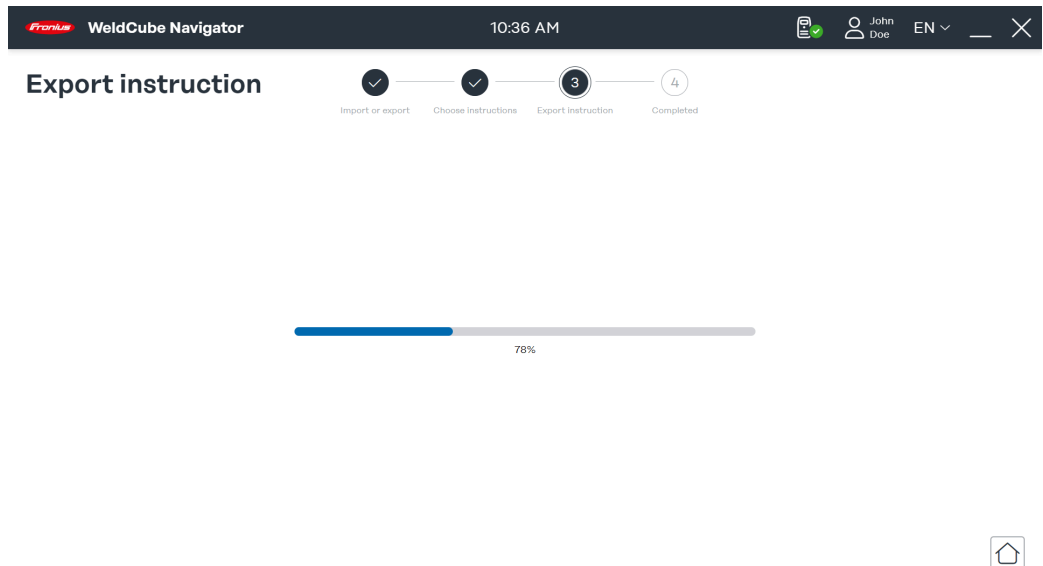 Fronius WeldCube Navigator 10:36 AM John Doe EN
Export instruction
3 4
Import or export Choose instructions Export instruction Completed
78%